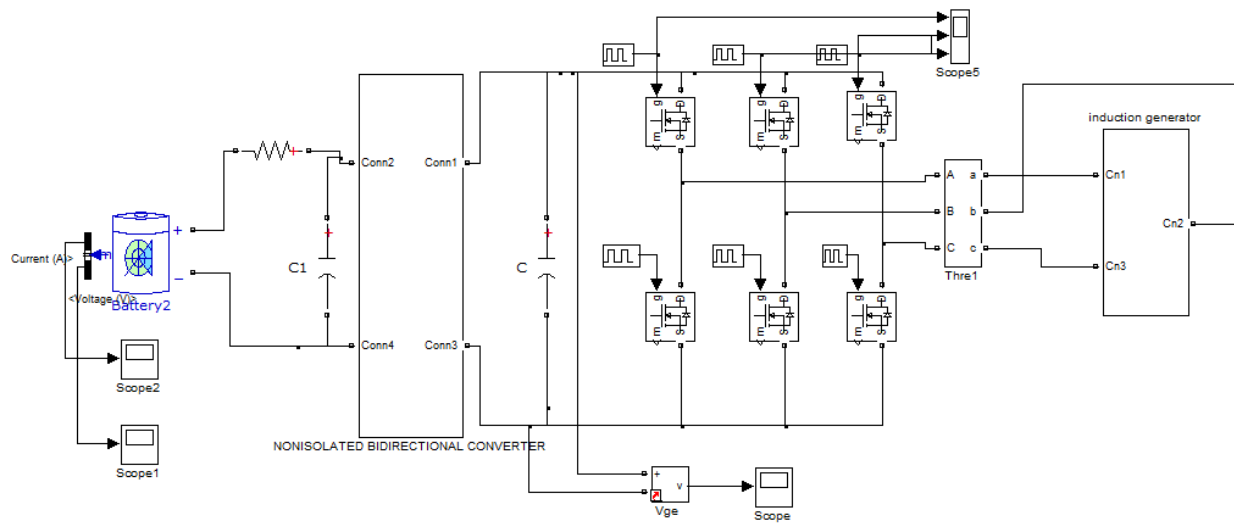 Scope5
g
D
E
S
g
D
E
S
g
D
E
S
induction generator
Conn2
Conn1
A
a
Cn1
B
b
Cn2
C
c
Cn3
Thre1
+
m
Current (A)>
−
<Voltage (V)>
Battery2
C1
C
g
D
E
S
g
D
E
S
g
D
E
S
Conn4
Conn3
Scope2
NONISOLATED BIDIRECTIONAL CONVERTER
Scope1
+
v
Vge
Scope